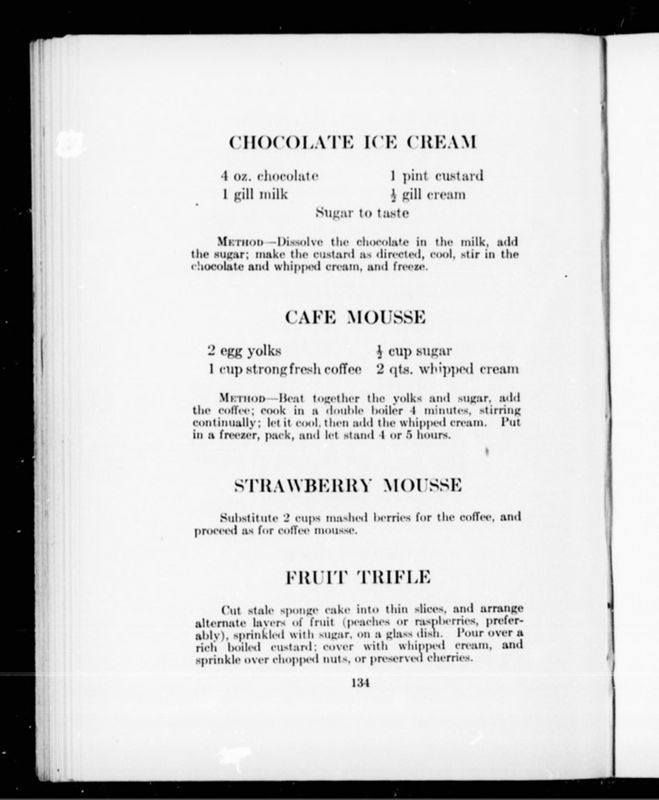 CHOCOLATE ICE CREAM
4 oz. chocolate 1 pint custard
1 gill milk ½ gill cream
Sugar to taste
METHOD—Dissolve the chocolate in the milk, add
the sugar; make the custard as directed, cool, stir in the
chocolate and whipped cream, and freeze.
CAFE MOUSSE
2 egg yolks ½ cup sugar
1 cup strong fresh coffee 2 qts. whipped cream
METHOD—Beat together the yolks and sugar, add
the coffee; cook in a double boiler 4 minutes, stirring
continually; let it cool, then add the whipped cream. Put
in a freezer, pack, and let stand 4 or 5 hours.
STRAWBERRY MOUSSE
Substitute 2 cups mashed berries for the coffee, and
proceed as for coffee mousse.
FRUIT TRIFLE
Cut stale sponge cake into thin slices, and arrange
alternate layers of fruit (peaches or raspberries, prefer-
ably), sprinkled with sugar, on a glass dish. Pour over a
rich boiled custard; cover with whipped cream, and
sprinkle over chopped nuts, or preserved cherries.
134